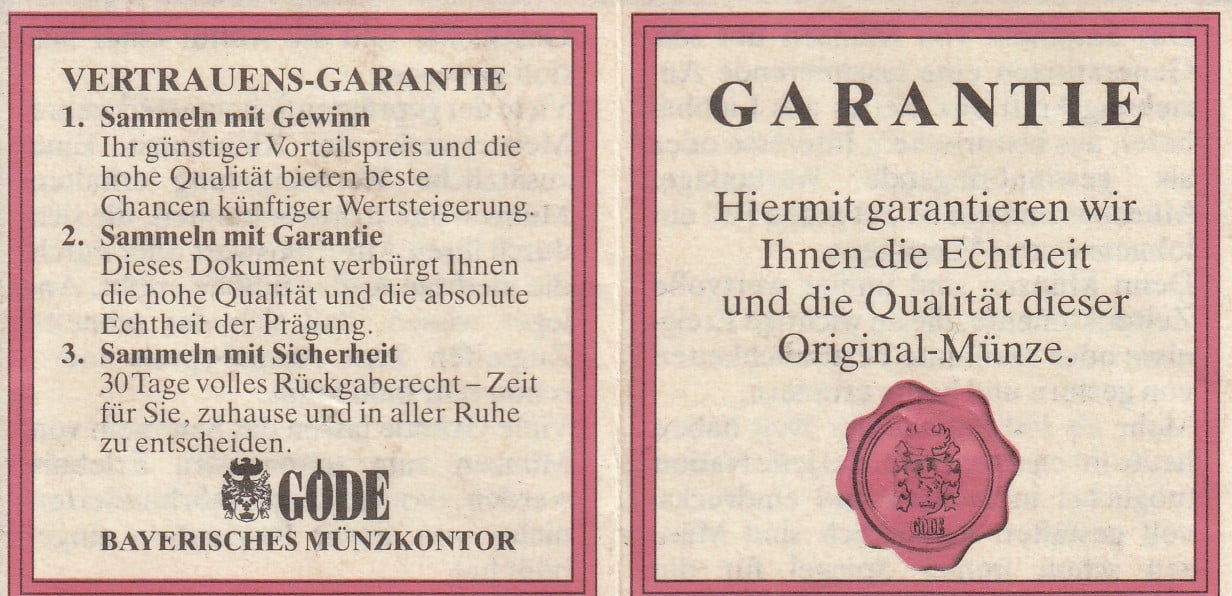 VERTRAUENS-GARANTIE
1. Sammeln mit Gewinn
Ihr günstiger Vorteilspreis und die
hohe Qualität bieten beste
Chancen künftiger Wertsteigerung.
2. Sammeln mit Garantie
Dieses Dokument verbürgt Ihnen
die hohe Qualität und die absolute
Echtheit der Prägung.
3. Sammeln mit Sicherheit
30 Tage volles Rückgaberecht – Zeit
für Sie, zuhause und in aller Ruhe
zu entscheiden.
GÖDE
BAYERISCHES MÜNZKONTOR
GARANTIE
Hiermit garantieren wir
Ihnen die Echtheit
und die Qualität dieser
Original-Münze.
GÖDE